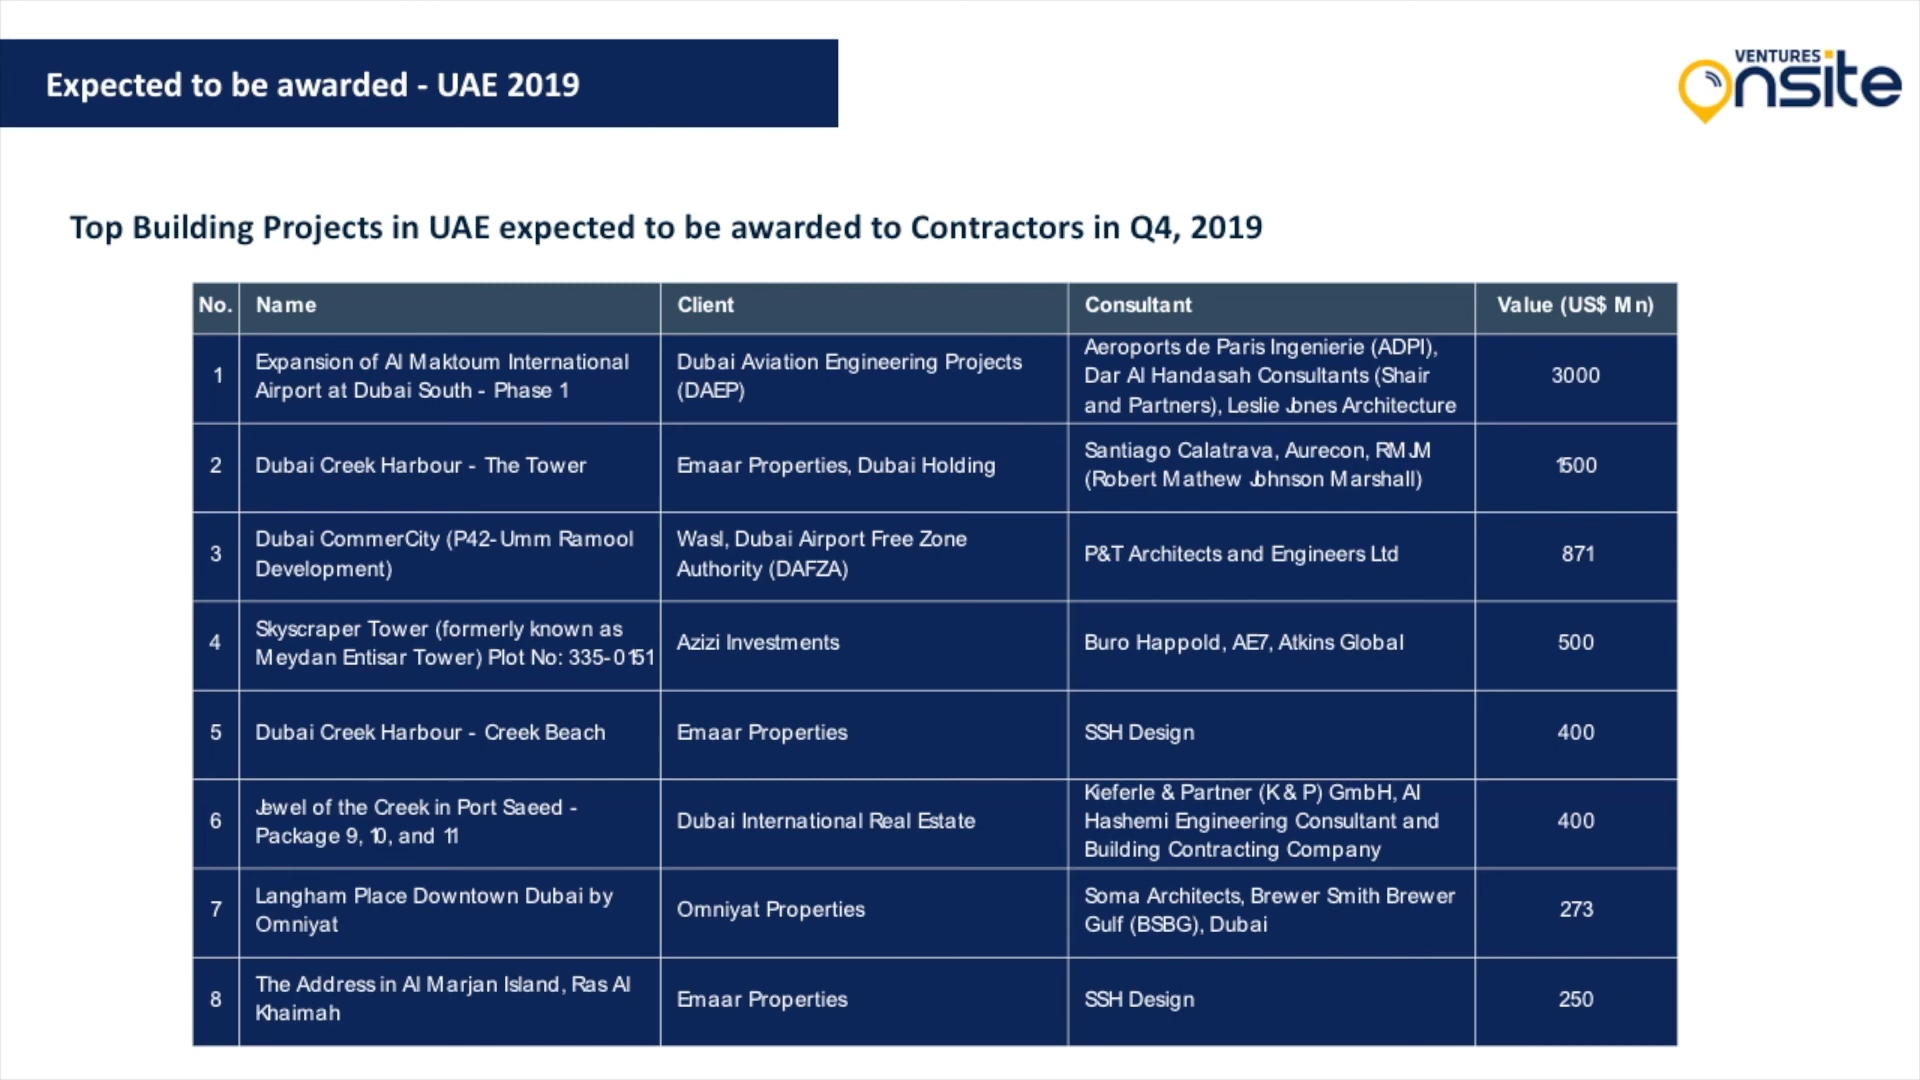 Expected to be awarded - UAE 2019
VENTURES
onsite
Top Building Projects in UAE expected to be awarded to Contractors in Q4, 2019
No. Name Client Consultant Value (US$ Mn)
1 Expansion of Al Maktoum International Airport at Dubai South - Phase 1 Dubai Aviation Engineering Projects (DAEP) Aeroports de Paris Ingenierie (ADPI), Dar Al Handasah Consultants (Shair and Partners), Leslie Jones Architecture 3000
2 Dubai Creek Harbour - The Tower Emaar Properties, Dubai Holding Santiago Calatrava, Aurecon, RMJM (Robert Mathew Johnson Marshall) 1500
3 Dubai CommerCity (P42-Umm Ramool Development) Wasl, Dubai Airport Free Zone Authority (DAFZA) P&T Architects and Engineers Ltd 871
4 Skyscraper Tower (formerly known as Meydan Entisar Tower) Plot No: 335-0151 Azizi Investments Buro Happold, AE7, Atkins Global 500
5 Dubai Creek Harbour - Creek Beach Emaar Properties SSH Design 400
6 Jewel of the Creek in Port Saeed - Package 9, 10, and 11 Dubai International Real Estate Kieferle & Partner (K & P) GmbH, Al Hashemi Engineering Consultant and Building Contracting Company 400
7 Langham Place Downtown Dubai by Omniyat Omniyat Properties Soma Architects, Brewer Smith Brewer Gulf (BSBG), Dubai 273
8 The Address in Al Marjan Island, Ras Al Khaimah Emaar Properties SSH Design 250